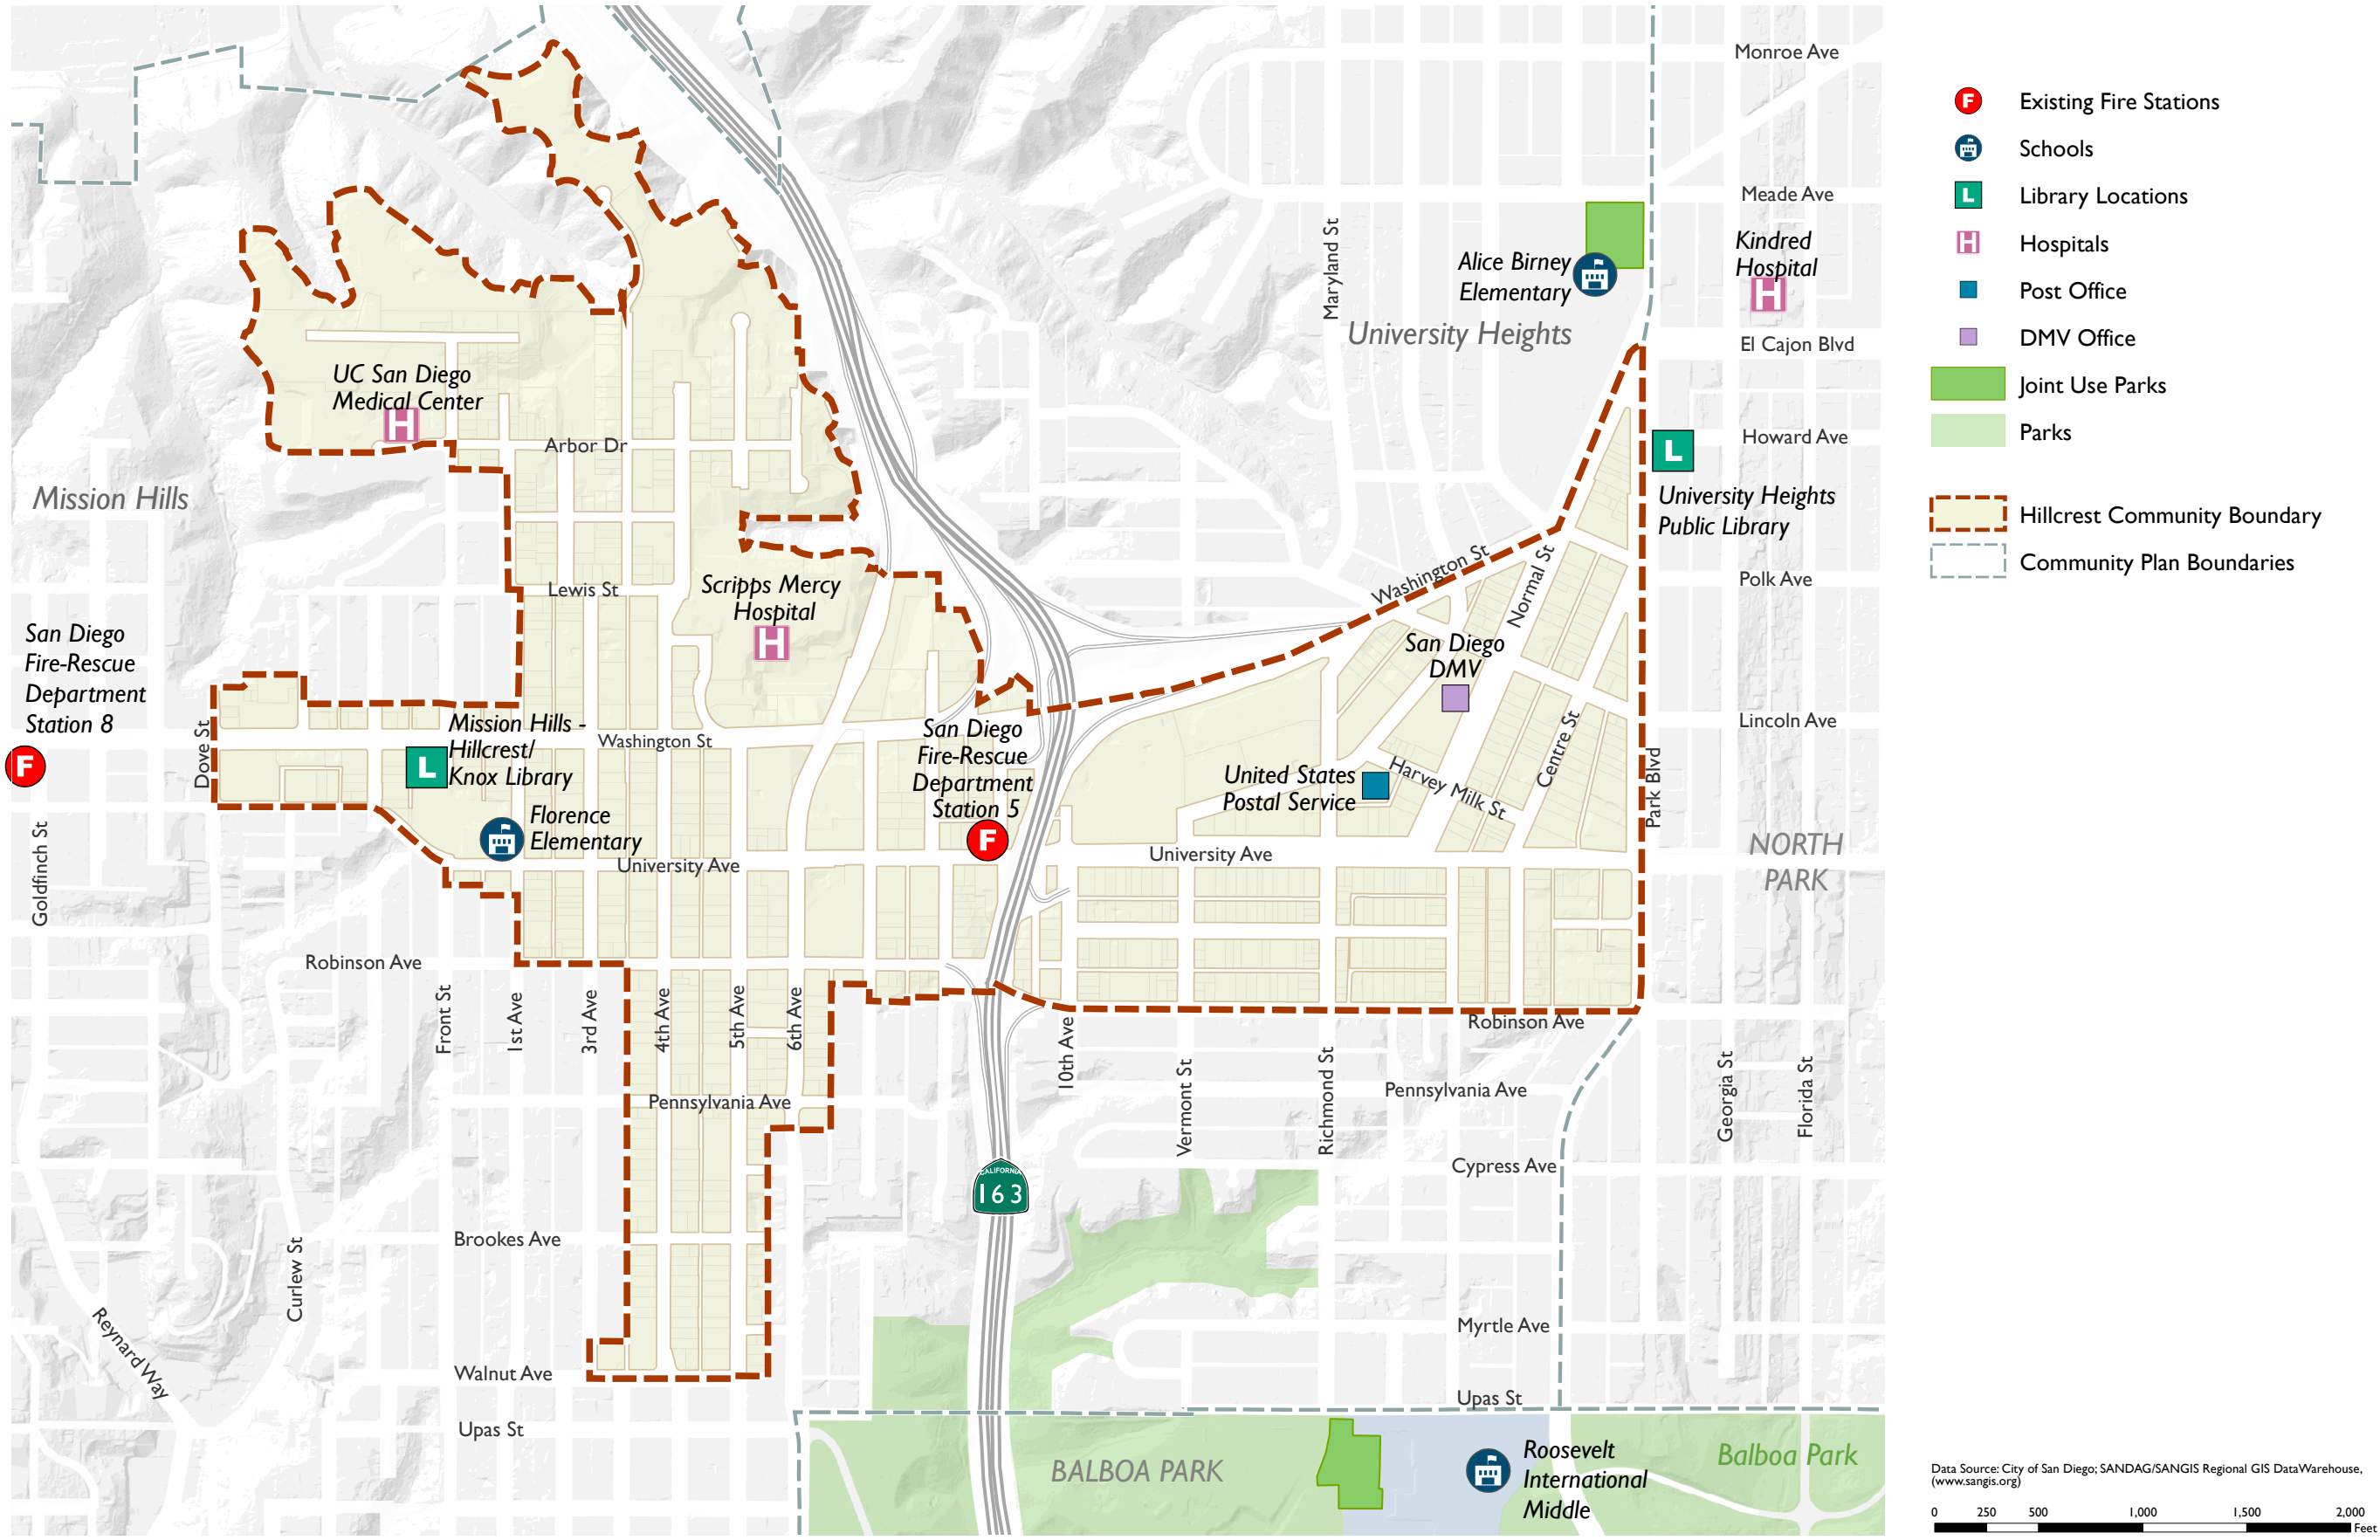 Monroe Ave
Meade Ave
Maryland St
Kindred
Hospital
H
Alice Birney
Elementary
University Heights
El Cajon Blvd
UC San Diego
Medical Center
H
Arbor Dr
Howard Ave
L
University Heights
Public Library
Mission Hills
Washington St
Normal St
Polk Ave
Lewis St
Scripps Mercy
Hospital
H
San Diego
Fire-Rescue
Department
Station 8
F
San Diego
DMV
Dove St
Mission Hills -
Hillcrest/
Knox Library
L
Washington St
San Diego
Fire-Rescue
Department
Station 5
F
Centre St
Lincoln Ave
Park Blvd
United States
Postal Service
Harvey Milk St
Florence
Elementary
Goldfinch St
University Ave
University Ave
NORTH
PARK
Robinson Ave
Front St
1st Ave
3rd Ave
4th Ave
5th Ave
6th Ave
10th Ave
Robinson Ave
Vermont St
Richmond St
Georgia St
Florida St
Pennsylvania Ave
Pennsylvania Ave
CALIFORNIA
163
Cypress Ave
Brookes Ave
Curlew St
Reynard Way
Myrtle Ave
Walnut Ave
Upas St
Upas St
BALBOA PARK
Roosevelt
International
Middle
Balboa Park
F Existing Fire Stations
Schools
L Library Locations
H Hospitals
Post Office
DMV Office
Joint Use Parks
Parks
Hillcrest Community Boundary
Community Plan Boundaries
Data Source: City of San Diego; SANDAG/SANGIS Regional GIS DataWarehouse,
(www.sangis.org)
0 250 500 1,000 1,500 2,000
Feet